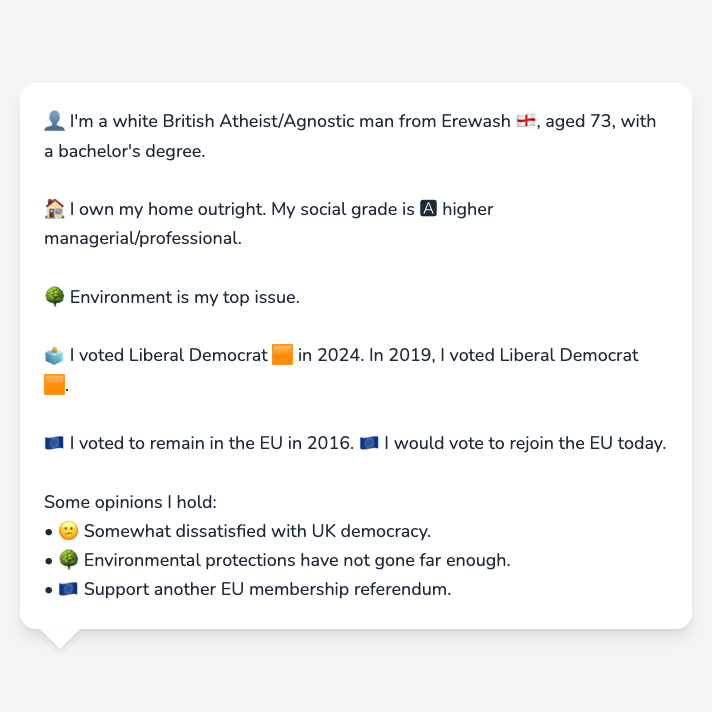 👤 I'm a white British Atheist/Agnostic man from Erewash 🏴󠁧󠁢󠁥󠁮󠁧󠁿, aged 73, with
a bachelor's degree.
🏠 I own my home outright. My social grade is 🅰 higher
managerial/professional.
🌳 Environment is my top issue.
🗳️ I voted Liberal Democrat 🟧 in 2024. In 2019, I voted Liberal Democrat
🟧.
🇪🇺 I voted to remain in the EU in 2016. 🇪🇺 I would vote to rejoin the EU today.
Some opinions I hold:
• 🙁 Somewhat dissatisfied with UK democracy.
• 🌳 Environmental protections have not gone far enough.
• 🇪🇺 Support another EU membership referendum.